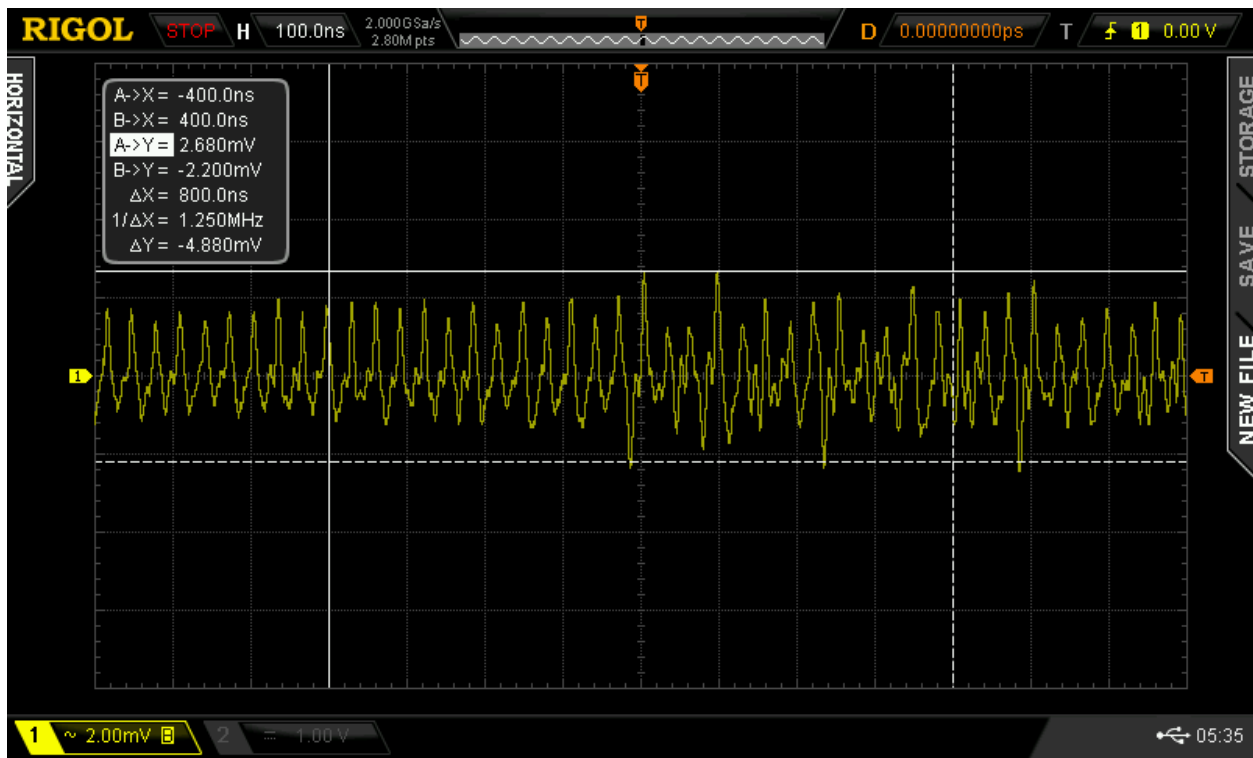 RIGOL STOP H 100.0ns 2.000GSa/s 2.80M pts T D 0.00000000ps T 1 0.00 V
HORIZONTAL
T
A->X = -400.0ns
B->X = 400.0ns
A->Y = 2.680mV
B->Y = -2.200mV
ΔX = 800.0ns
1/ΔX = 1.250MHz
ΔY = -4.880mV
1
T
STORAGE
SAVE
NEW FILE
1 ~ 2.00mV B 2 = 1.00 V 05:35